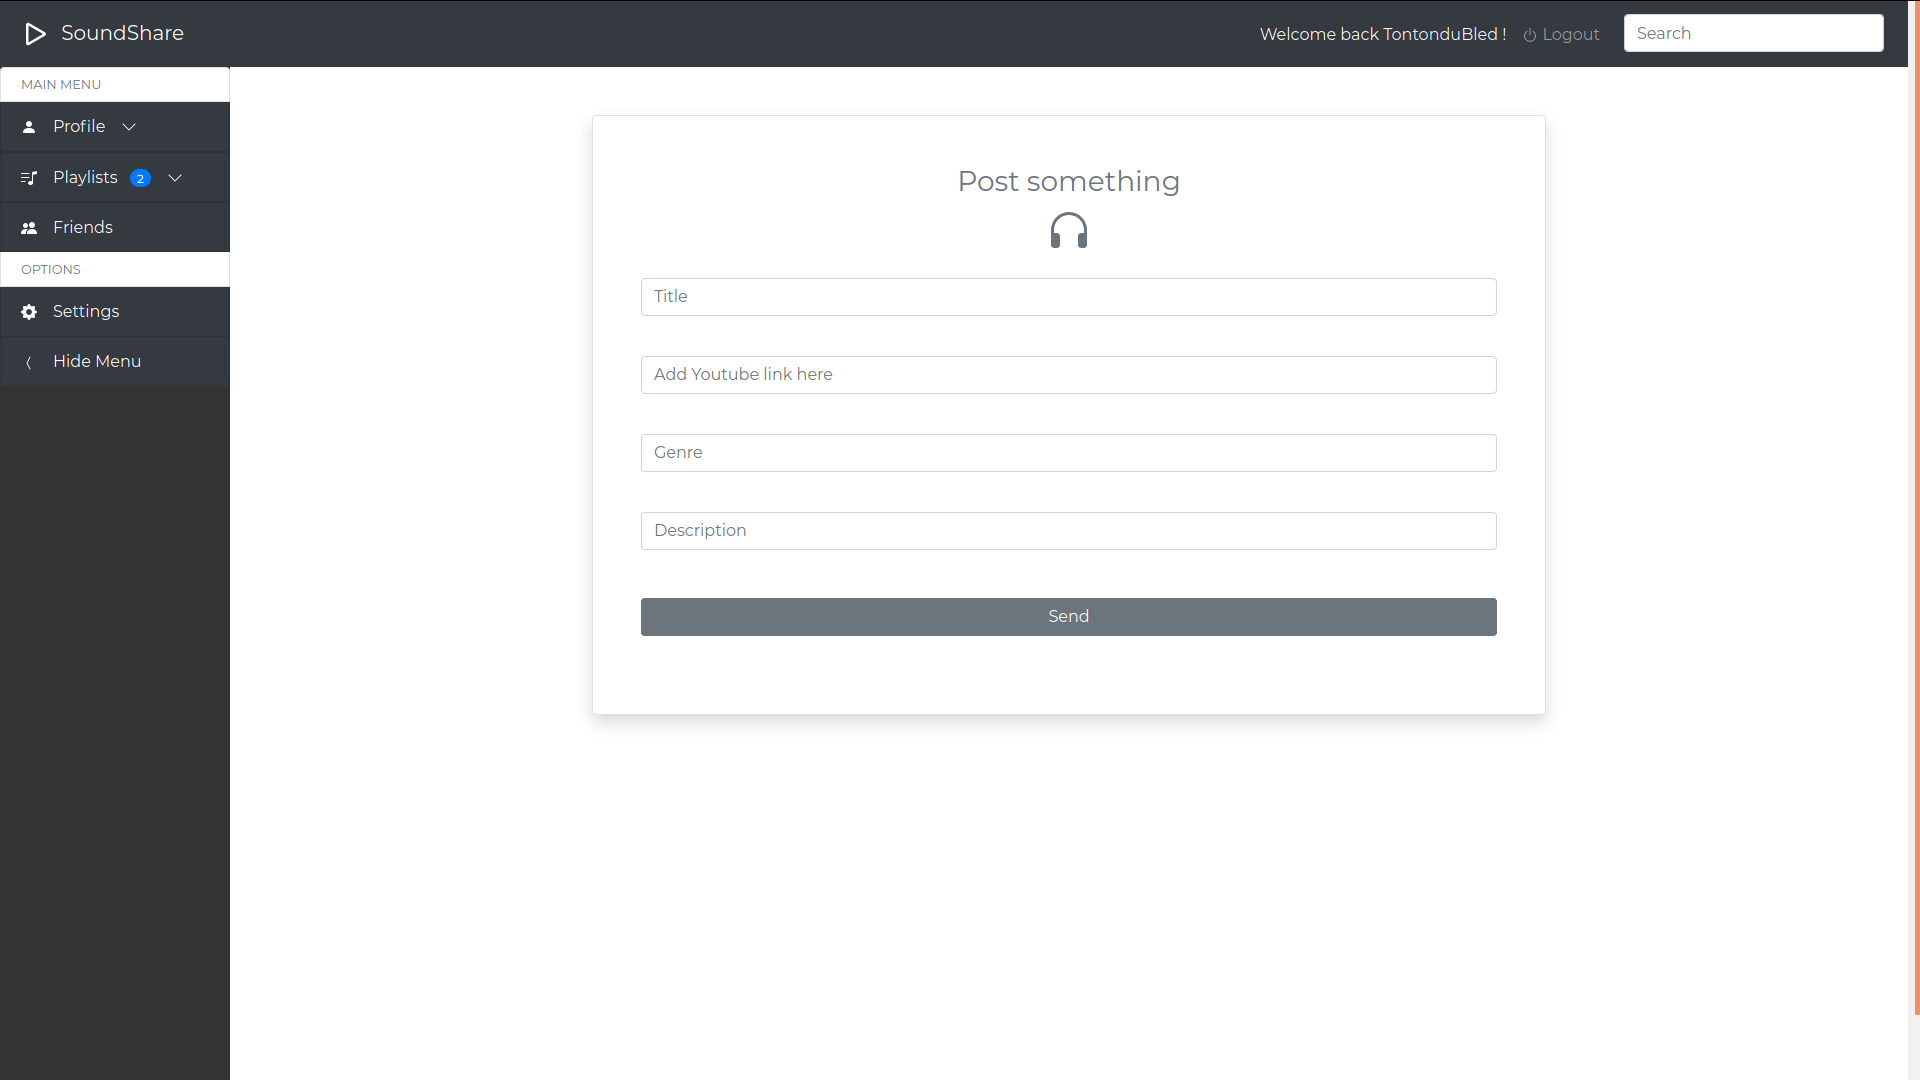 SoundShare
Welcome back TontonduBled !
Logout
Search
MAIN MENU
Profile
Playlists 2
Friends
OPTIONS
Settings
Hide Menu
Post something
Title
Add Youtube link here
Genre
Description
Send